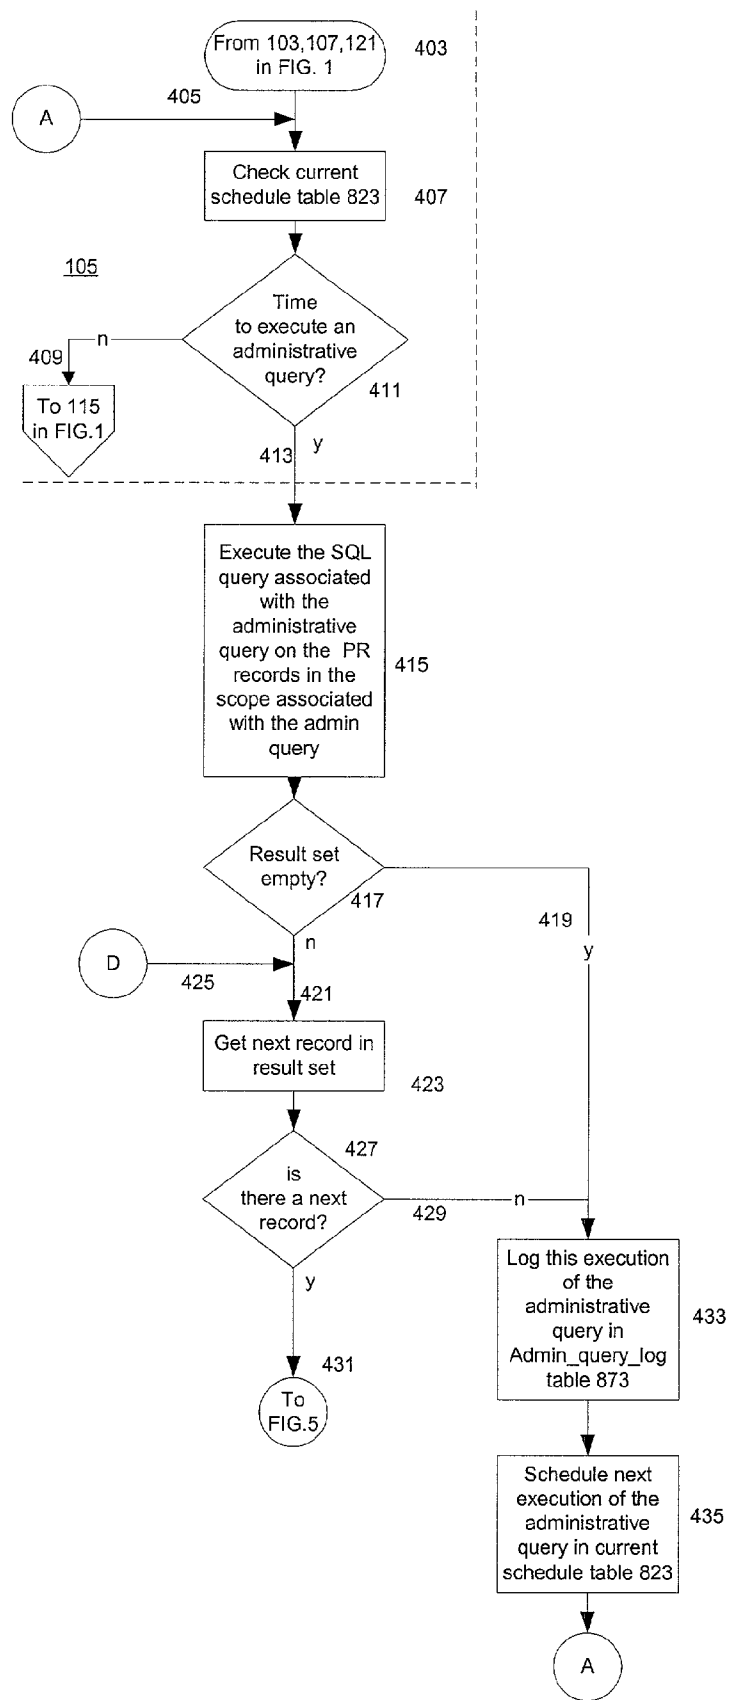 From 103,107,121
in FIG. 1
403
405
A
Check current
schedule table 823
407
105
Time
to execute an
administrative
query?
n
409
411
To 115
in FIG.1
413
y
Execute the SQL
query associated
with the
administrative
query on the PR
records in the
scope associated
with the admin
query
415
Result set
empty?
417
419
n
y
D
425
421
Get next record in
result set
423
427
is
there a next
record?
429
n
y
Log this execution
of the
administrative
query in
Admin_query_log
table 873
433
431
To
FIG.5
Schedule next
execution of the
administrative
query in current
schedule table 823
435
A